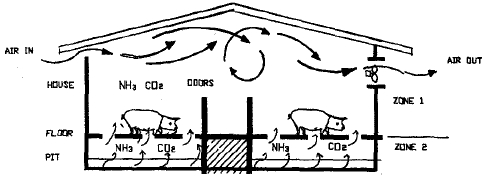 AIR IN
AIR OUT
HOUSE
NH3 CO2
DOORS
ZONE 1
FLOOR
NH3 CO2
NH3 CO2
ZONE 2
PIT